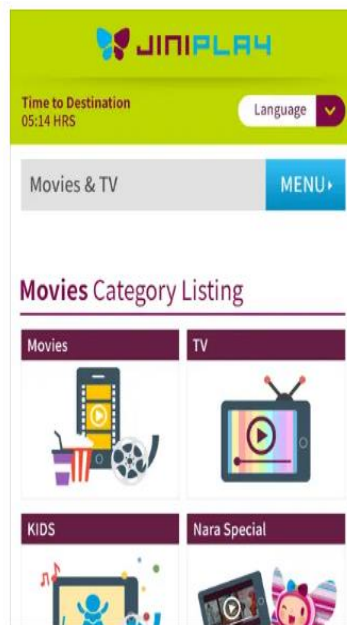 JINIPLAY
Time to Destination
05:14 HRS
Language
Movies & TV
MENU
Movies Category Listing
Movies
TV
KIDS
Nara Special